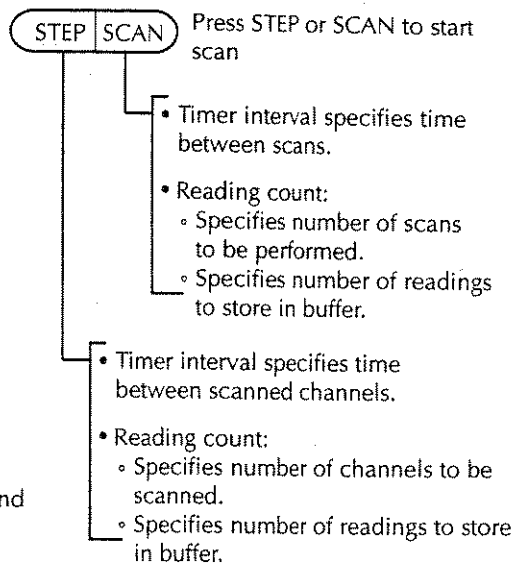 STEP SCAN
Press STEP or SCAN to start
scan
• Timer interval specifies time
between scans.
• Reading count:
◦ Specifies number of scans
to be performed.
◦ Specifies number of readings
to store in buffer.
• Timer interval specifies time
between scanned channels.
• Reading count:
◦ Specifies number of channels to be
scanned.
◦ Specifies number of readings to store
in buffer.